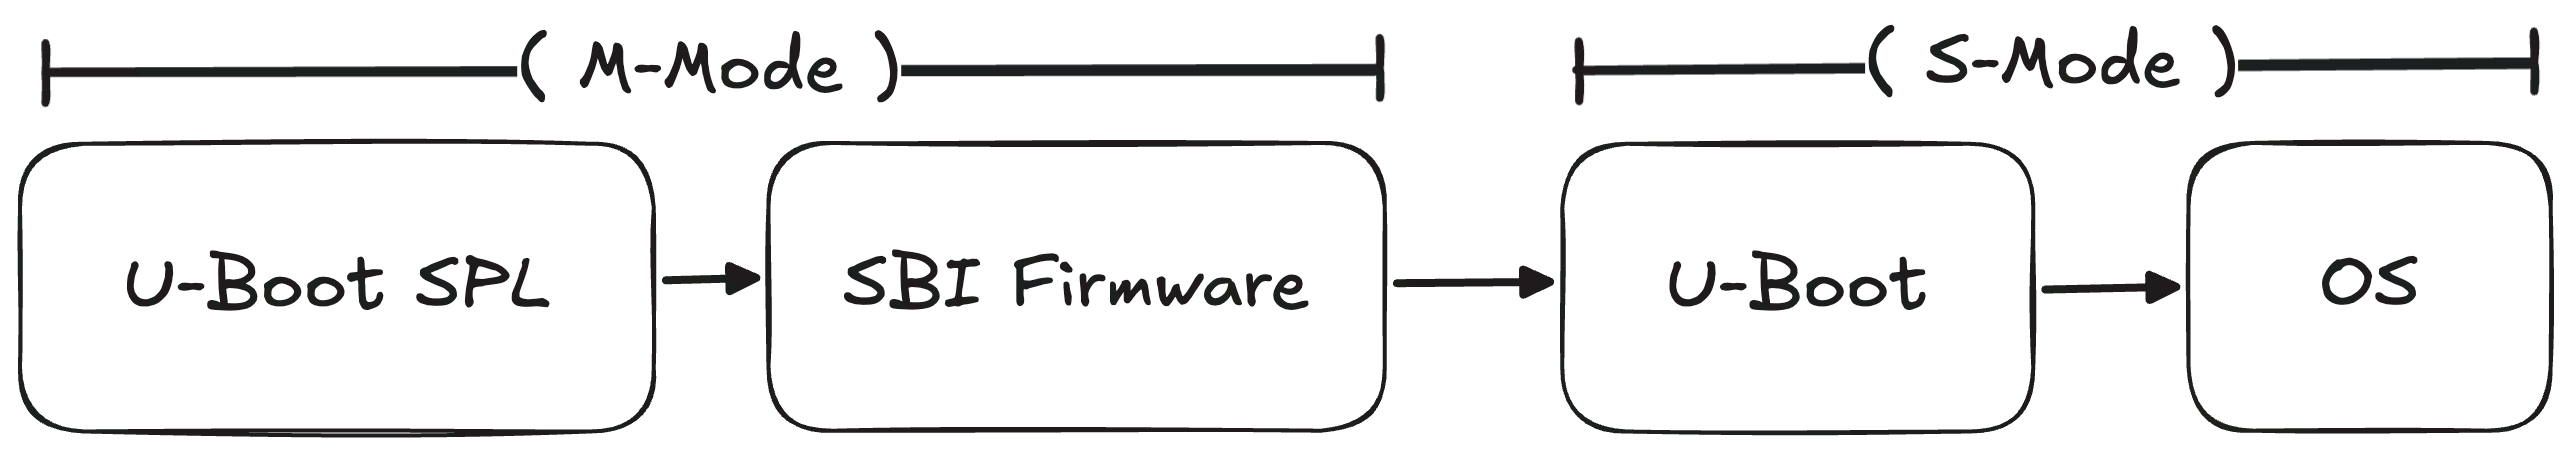 ( M-Mode ) ( S-Mode )
U-Boot SPL SBI Firmware U-Boot OS